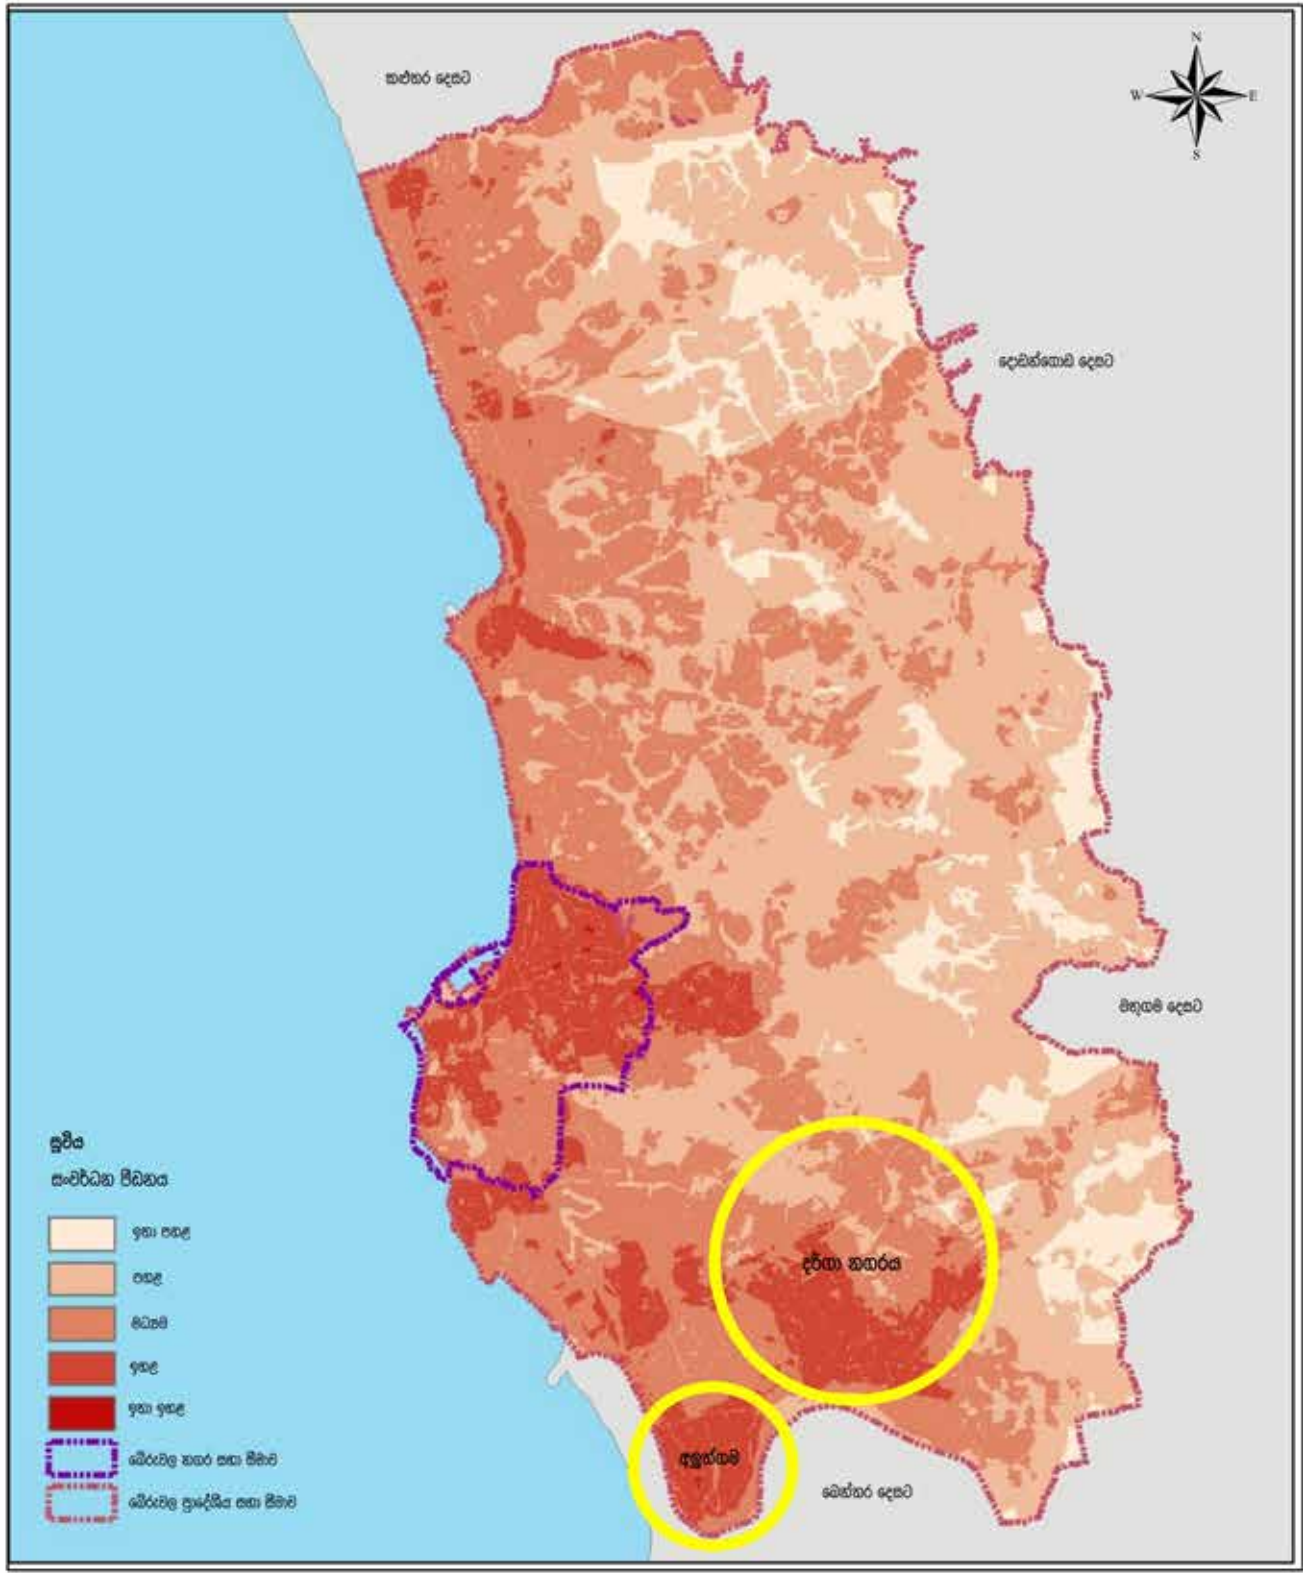 N
කළුතර දෙසට
W
E
S
දොඩන්ගොඩ දෙසට
මතුගම දෙසට
සූචිය
සංවර්ධන පීඩනය
ඉතා පහළ
පහළ
මධ්‍යම
ඉහළ
ඉතා ඉහළ
බේරුවල නගර සභා සීමාව
බේරුවල ප්‍රාදේශීය සභා සීමාව
දර්ගා නගරය
අලුත්ගම
බෙන්තර දෙසට